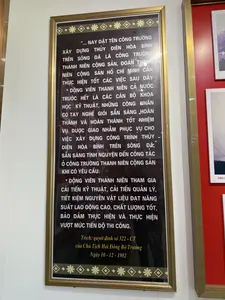 ... NAY ĐẶT TÊN CÔNG TRƯỜNG
XÂY DỰNG THỦY ĐIỆN HÒA BÌNH
TRÊN SÔNG ĐÀ LÀ CÔNG TRƯỜNG
THANH NIÊN CỘNG SẢN, ĐOÀN THANH
NIÊN CỘNG SẢN HỒ CHÍ MINH CẦN
THỰC HIỆN TỐT CÁC VIỆC SAU ĐÂY
* ĐỘNG VIÊN THANH NIÊN CẢ NƯỚC
TRƯỚC HẾT LÀ CÁC CÁN BỘ KHOA
HỌC KỸ THUẬT, NHỮNG CÔNG NHÂN
CÓ TAY NGHỀ GIỎI SẴN SÀNG HOÀN
THÀNH VÀ HOÀN THÀNH TỐT NHIỆM
VỤ ĐƯỢC GIAO NHẰM PHỤC VỤ CHO
VIỆC XÂY DỰNG CÔNG TRÌNH THỦY
ĐIỆN HÒA BÌNH TRÊN SÔNG ĐÀ,
SẴN SÀNG TÌNH NGUYỆN ĐẾN CÔNG TÁC
Ở CÔNG TRƯỜNG THANH NIÊN CỘNG SẢN
KHI CÓ YÊU CẦU.
* ĐỘNG VIÊN THANH NIÊN THAM GIA
CẢI TIẾN KỸ THUẬT, CẢI TIẾN QUẢN LÝ,
TIẾT KIỆM NGUYÊN VẬT LIỆU ĐẠT NĂNG
SUẤT LAO ĐỘNG CAO, CHẤT LƯỢNG TỐT,
BẢO ĐẢM THỰC HIỆN VÀ THỰC HIỆN
VƯỢT MỨC TIẾN ĐỘ THI CÔNG.
Trích: quyết định số 322 - CT
của Chủ Tịch Hội Đồng Bộ Trưởng
Ngày 16 - 12 - 1982